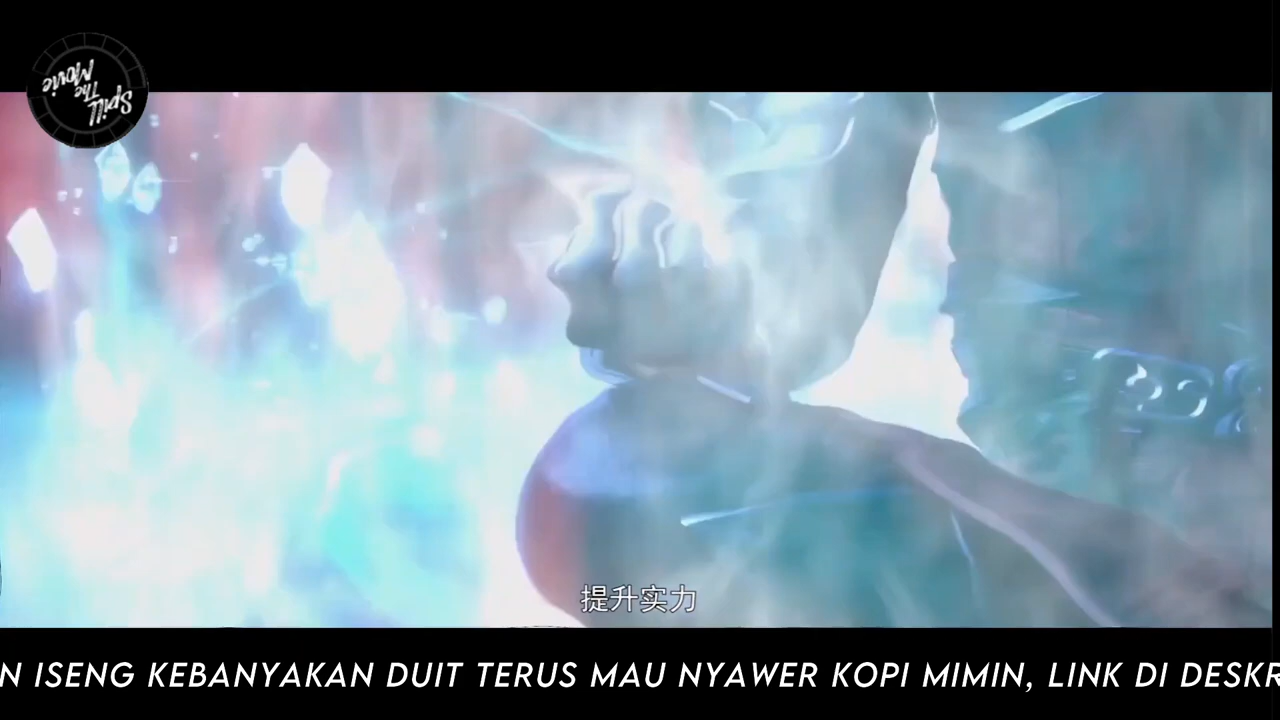 Spill
The
Movie
提升实力
N ISENG KEBANYAKAN DUIT TERUS MAU NYAWER KOPI MIMIN, LINK DI DESKR